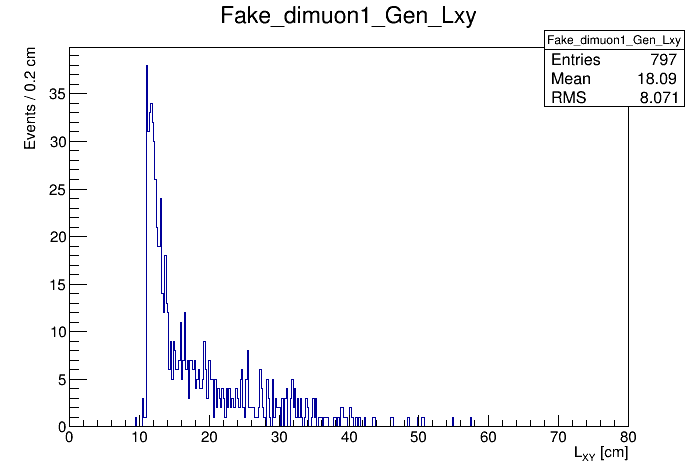 Fake_dimuon1_Gen_Lxy
Fake_dimuon1_Gen_Lxy
Entries 797
Mean 18.09
RMS 8.071
Events / 0.2 cm
35
30
25
20
15
10
5
0
0 10 20 30 40 50 60 70 80
L_XY [cm]